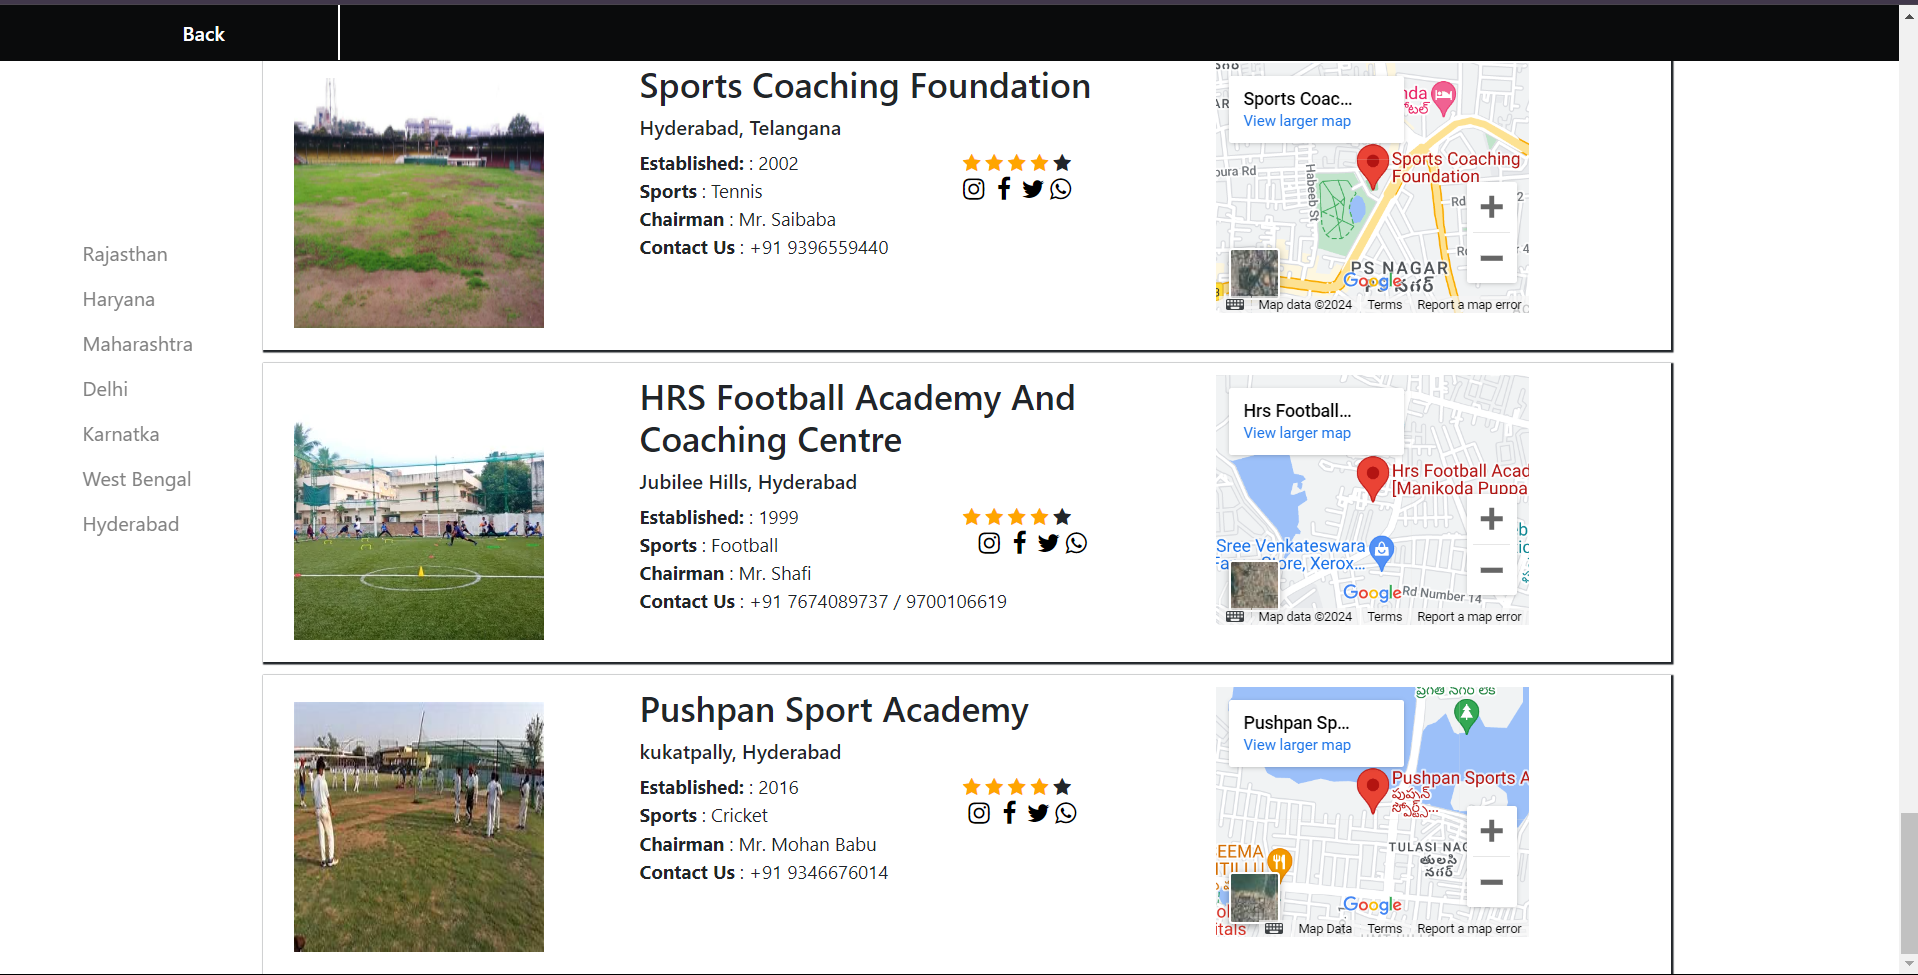 Back
Rajasthan
Haryana
Maharashtra
Delhi
Karnatka
West Bengal
Hyderabad
Sports Coaching Foundation
Hyderabad, Telangana
Established: : 2002
Sports : Tennis
Chairman : Mr. Saibaba
Contact Us : +91 9396559440
Sports Coac...
View larger map
Sports Coaching
Foundation
Habeeb St
PS NAGAR
Google
Map data ©2024 Terms Report a map error
HRS Football Academy And
Coaching Centre
Jubilee Hills, Hyderabad
Established: : 1999
Sports : Football
Chairman : Mr. Shafi
Contact Us : +91 7674089737 / 9700106619
Hrs Football...
View larger map
Hrs Football Acad
[Manikoda Puppa
Sree Venkateswara
Store, Xerox...
Google
Rd Number 14
Map data ©2024 Terms Report a map error
Pushpan Sport Academy
kukatpally, Hyderabad
Established: : 2016
Sports : Cricket
Chairman : Mr. Mohan Babu
Contact Us : +91 9346676014
Pushpan Sp...
View larger map
Pushpan Sports A
పుష్పన్
స్పోర్ట్స్...
TULASI NAG
తులసి
నగర్
Google
Map Data Terms Report a map error